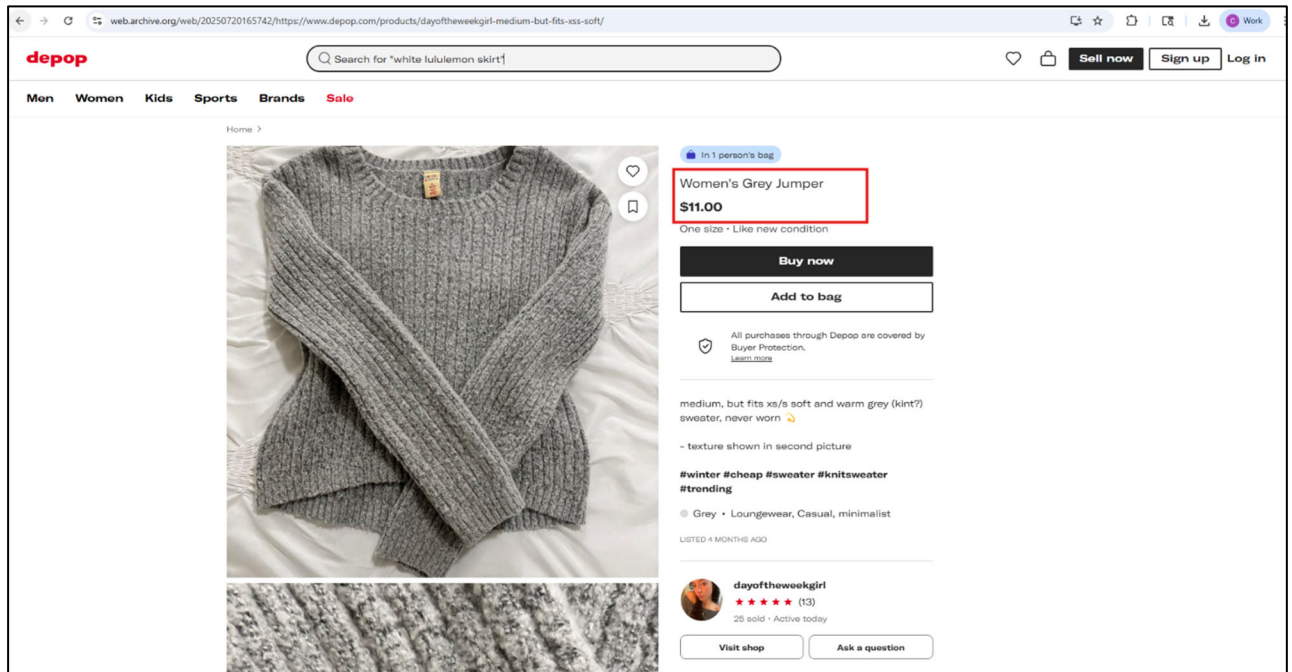 web.archive.org/web/20250720165742/https://www.depop.com/products/dayoftheweekgirl-medium-but-fits-xss-soft/
C Work
depop
Search for "white lululemon skirt"
Sell now
Sign up
Log in
Men Women Kids Sports Brands Sale
Home >
In 1 person's bag
Women's Grey Jumper
$11.00
One size • Like new condition
Buy now
Add to bag
All purchases through Depop are covered by
Buyer Protection.
Learn more
medium, but fits xs/s soft and warm grey (kint?)
sweater, never worn 💫
- texture shown in second picture
#winter #cheap #sweater #knitsweater
#trending
Grey • Loungewear, Casual, minimalist
LISTED 4 MONTHS AGO
dayoftheweekgirl
(13)
25 sold • Active today
Visit shop
Ask a question